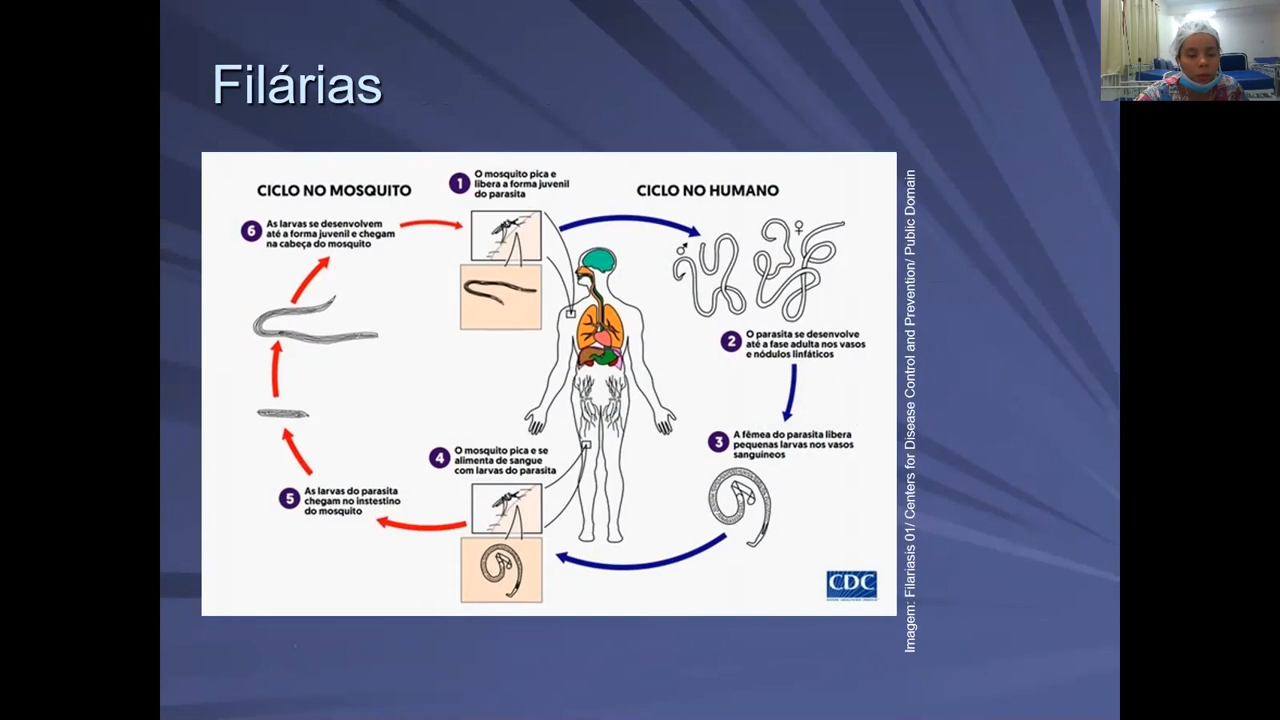 Filárias
CICLO NO MOSQUITO
1
O mosquito pica e
libera a forma juvenil
do parasita
CICLO NO HUMANO
6
As larvas se desenvolvem
até a forma juvenil e chegam
na cabeça do mosquito
♂
♀
2
O parasita se desenvolve
até a fase adulta nos vasos
e nódulos linfáticos
3
A fêmea do parasita libera
pequenas larvas nos vasos
sanguíneos
4
O mosquito pica e se
alimenta de sangue
com larvas do parasita
5
As larvas do parasita
chegam no instestino
do mosquito
CDC
Imagem: Filariasis 01/ Centers for Disease Control and Prevention/ Public Domain